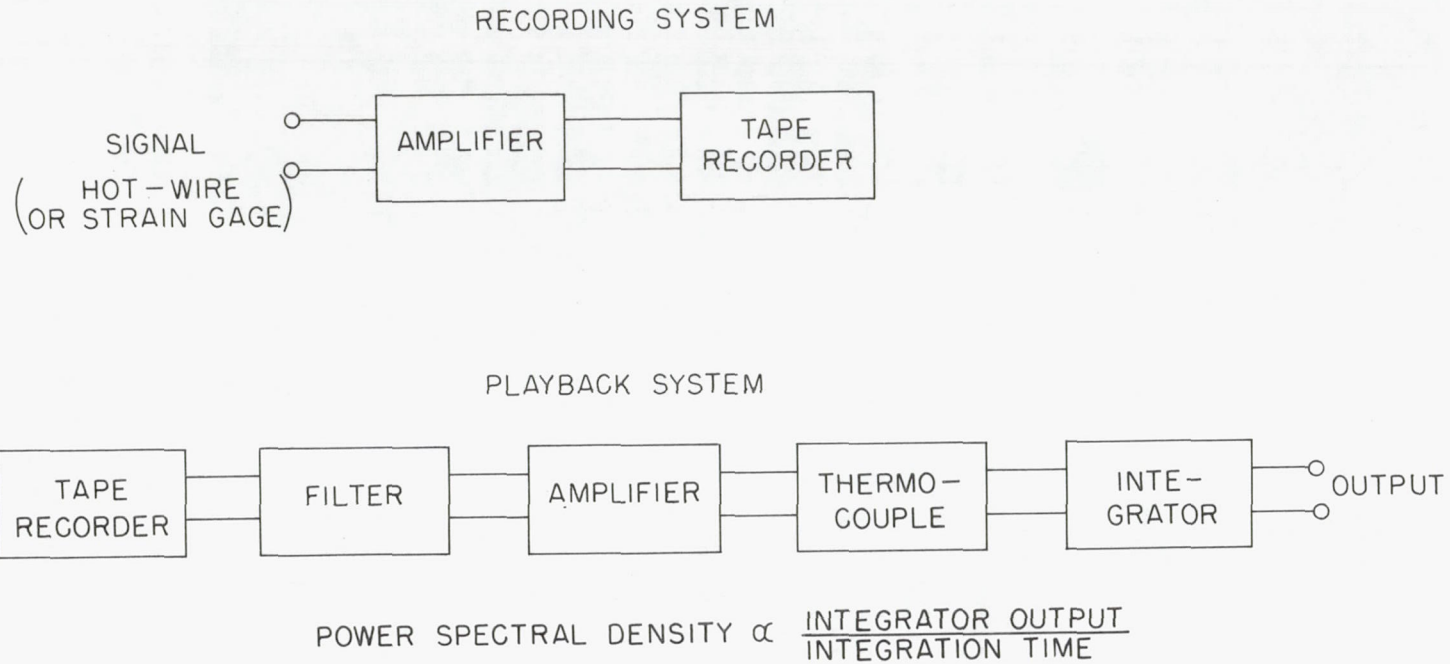 RECORDING SYSTEM
SIGNAL
(HOT-WIRE
OR STRAIN GAGE)
AMPLIFIER
TAPE
RECORDER
PLAYBACK SYSTEM
TAPE
RECORDER
FILTER
AMPLIFIER
THERMO-
COUPLE
INTE-
GRATOR
OUTPUT
POWER SPECTRAL DENSITY ∝ INTEGRATOR OUTPUT
INTEGRATION TIME